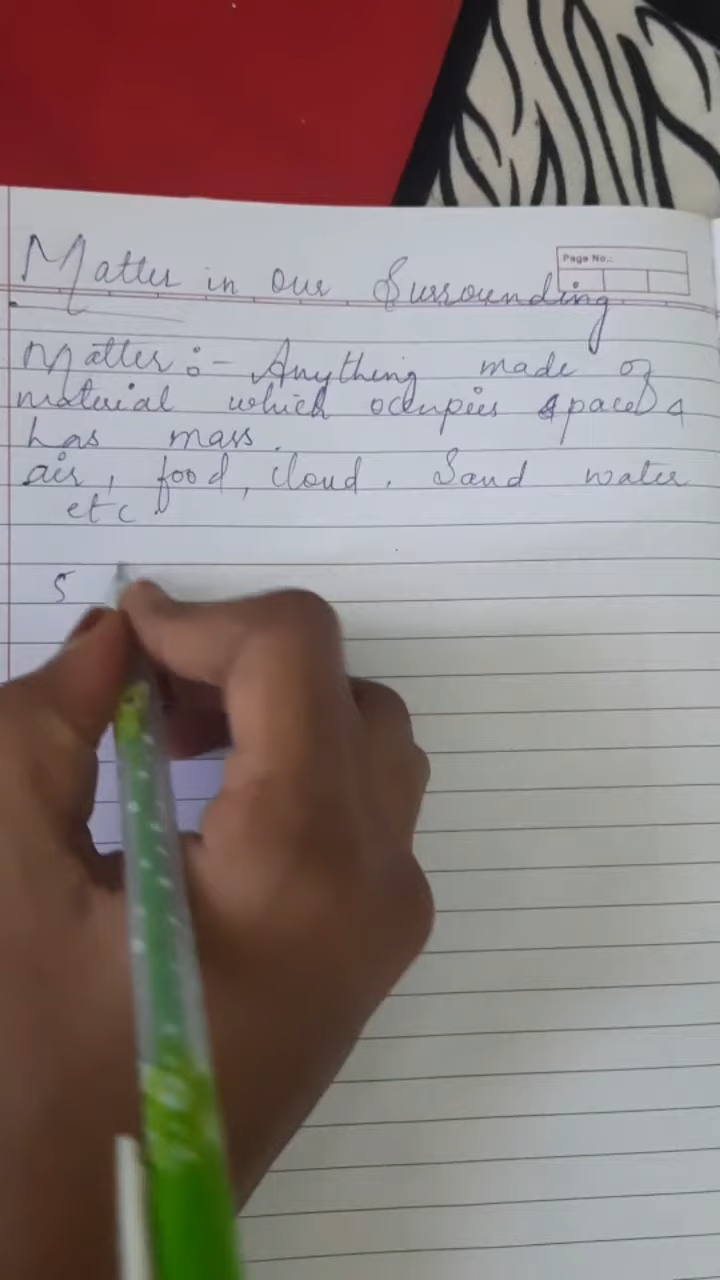 Page No.:
Matter in our Surrounding
Matter :- Anything made of
material which occupies space &
has mass.
air, food, cloud, Sand water
etc.
5